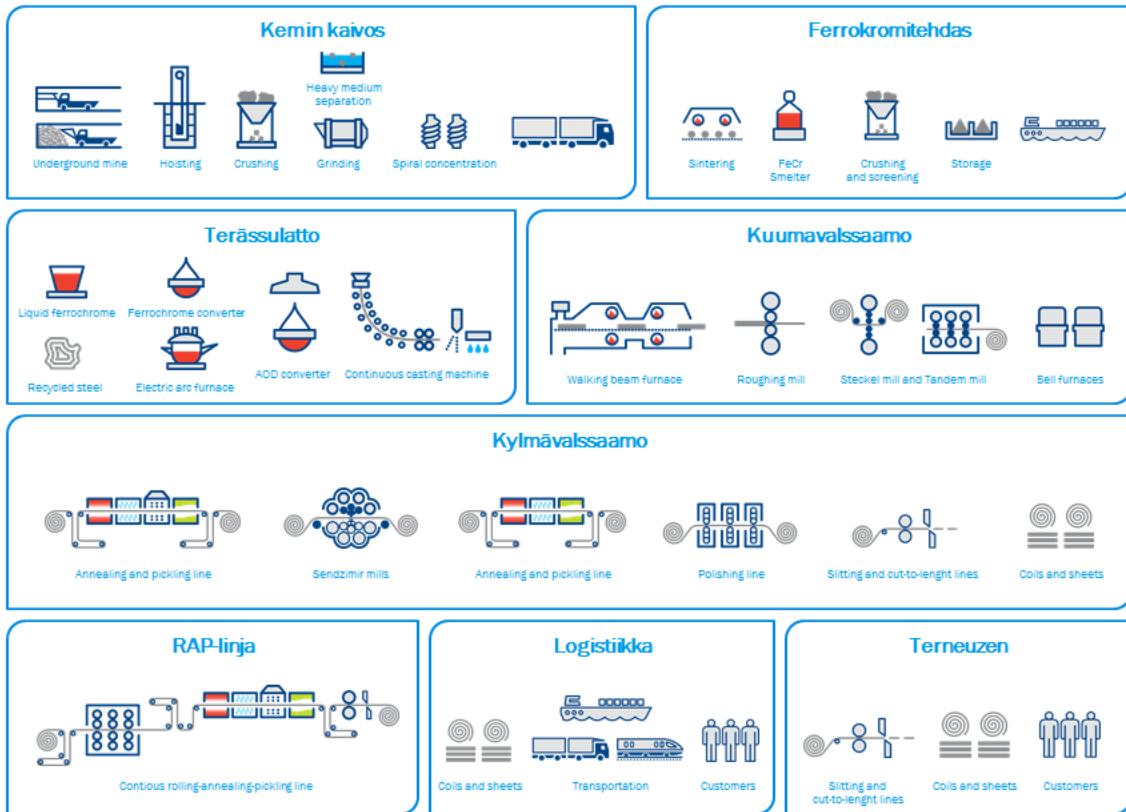 Kemin kaivos
Heavy medium
separation
Underground mine
Hoisting
Crushing
Grinding
Spiral concentration
Ferrokromitehdas
Sintering
FeCr
Smelter
Crushing
and screening
Storage
Terässulatto
Liquid ferrochrome
Ferrochrome converter
Recycled steel
Electric arc furnace
AOD converter
Continuous casting machine
Kuumavalssaamo
Walking beam furnace
Roughing mill
Steckel mill and Tandem mill
Bell furnaces
Kylmävalssaamo
Annealing and pickling line
Sendzimir mills
Annealing and pickling line
Polishing line
Slitting and cut-to-lenght lines
Coils and sheets
RAP-linja
Contious rolling-annealing-pickling line
Logistiikka
Coils and sheets
Transportation
Customers
Terneuzen
Slitting and
cut-to-lenght lines
Coils and sheets
Customers